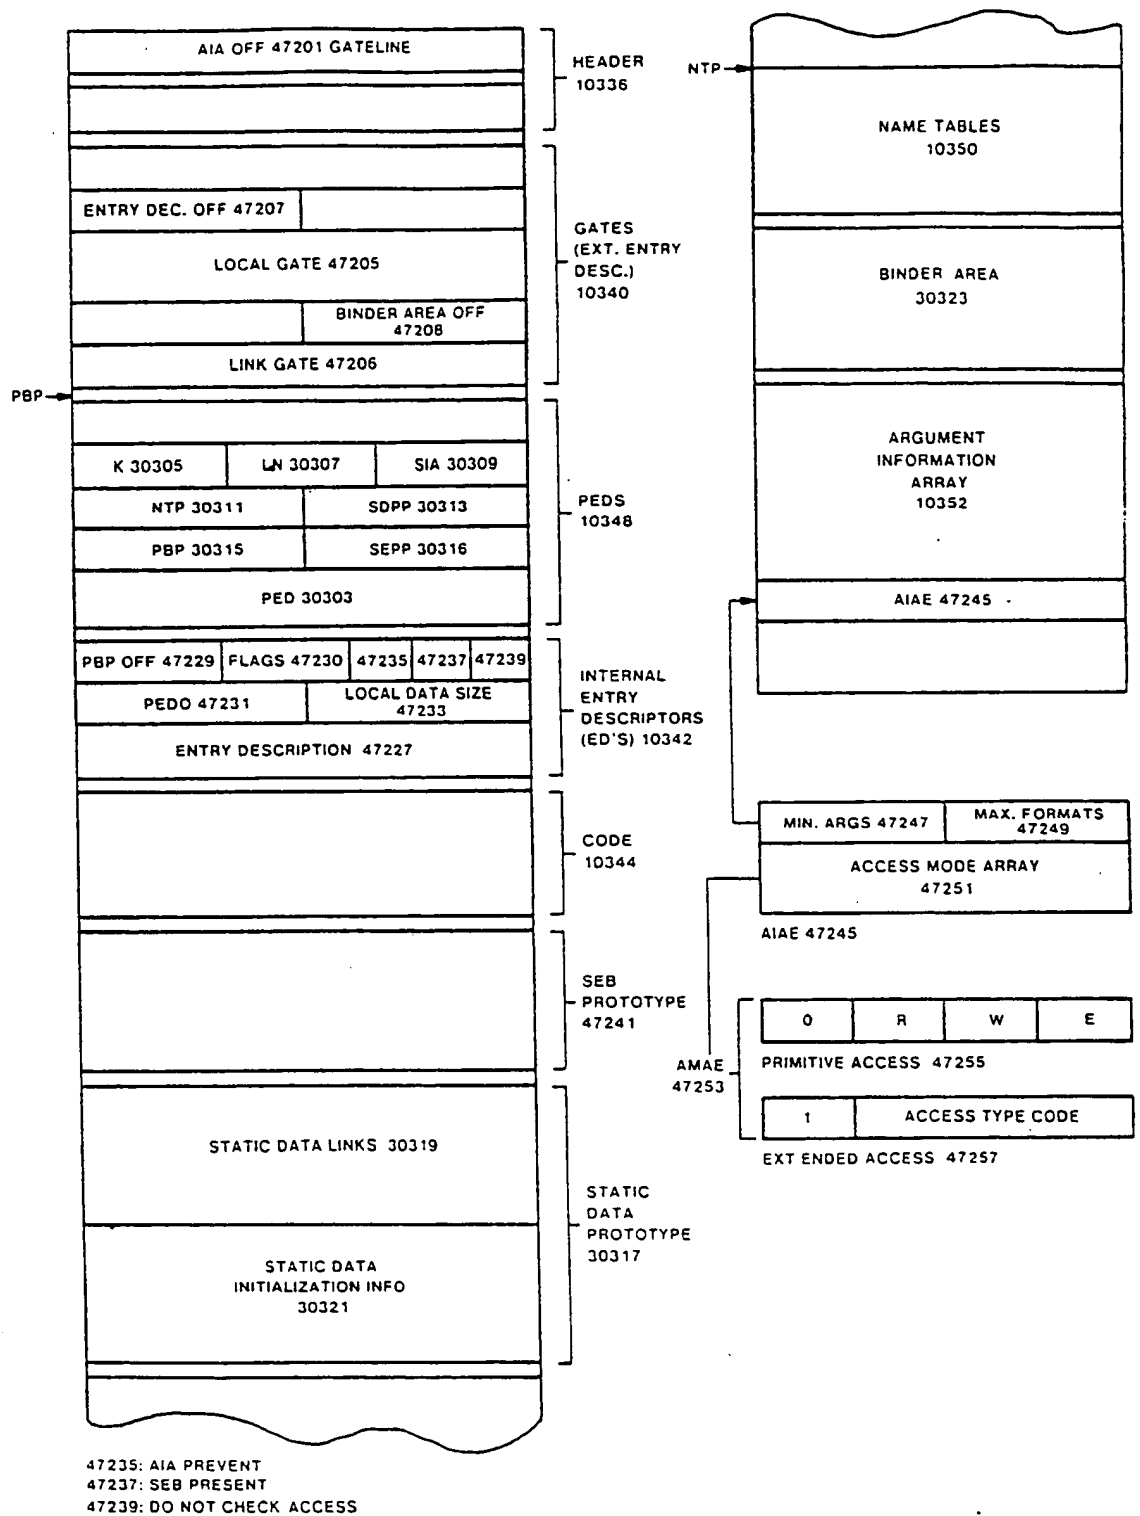 AIA OFF 47201 GATELINE
HEADER
10336
ENTRY DEC. OFF 47207
LOCAL GATE 47205
BINDER AREA OFF
47208
LINK GATE 47206
GATES
(EXT. ENTRY
DESC.)
10340
PBP
K 30305
LN 30307
SIA 30309
NTP 30311
SDPP 30313
PBP 30315
SEPP 30316
PED 30303
PEDS
10348
PBP OFF 47229
FLAGS 47230
47235
47237
47239
PEDO 47231
LOCAL DATA SIZE
47233
ENTRY DESCRIPTION 47227
INTERNAL
ENTRY
DESCRIPTORS
(ED'S) 10342
CODE
10344
SEB
PROTOTYPE
47241
STATIC DATA LINKS 30319
STATIC DATA
INITIALIZATION INFO
30321
STATIC
DATA
PROTOTYPE
30317
47235: AIA PREVENT
47237: SEB PRESENT
47239: DO NOT CHECK ACCESS
NTP
NAME TABLES
10350
BINDER AREA
30323
ARGUMENT
INFORMATION
ARRAY
10352
AIAE 47245
MIN. ARGS 47247
MAX. FORMATS
47249
ACCESS MODE ARRAY
47251
AIAE 47245
AMAE
47253
0
R
W
E
PRIMITIVE ACCESS 47255
1
ACCESS TYPE CODE
EXTENDED ACCESS 47257